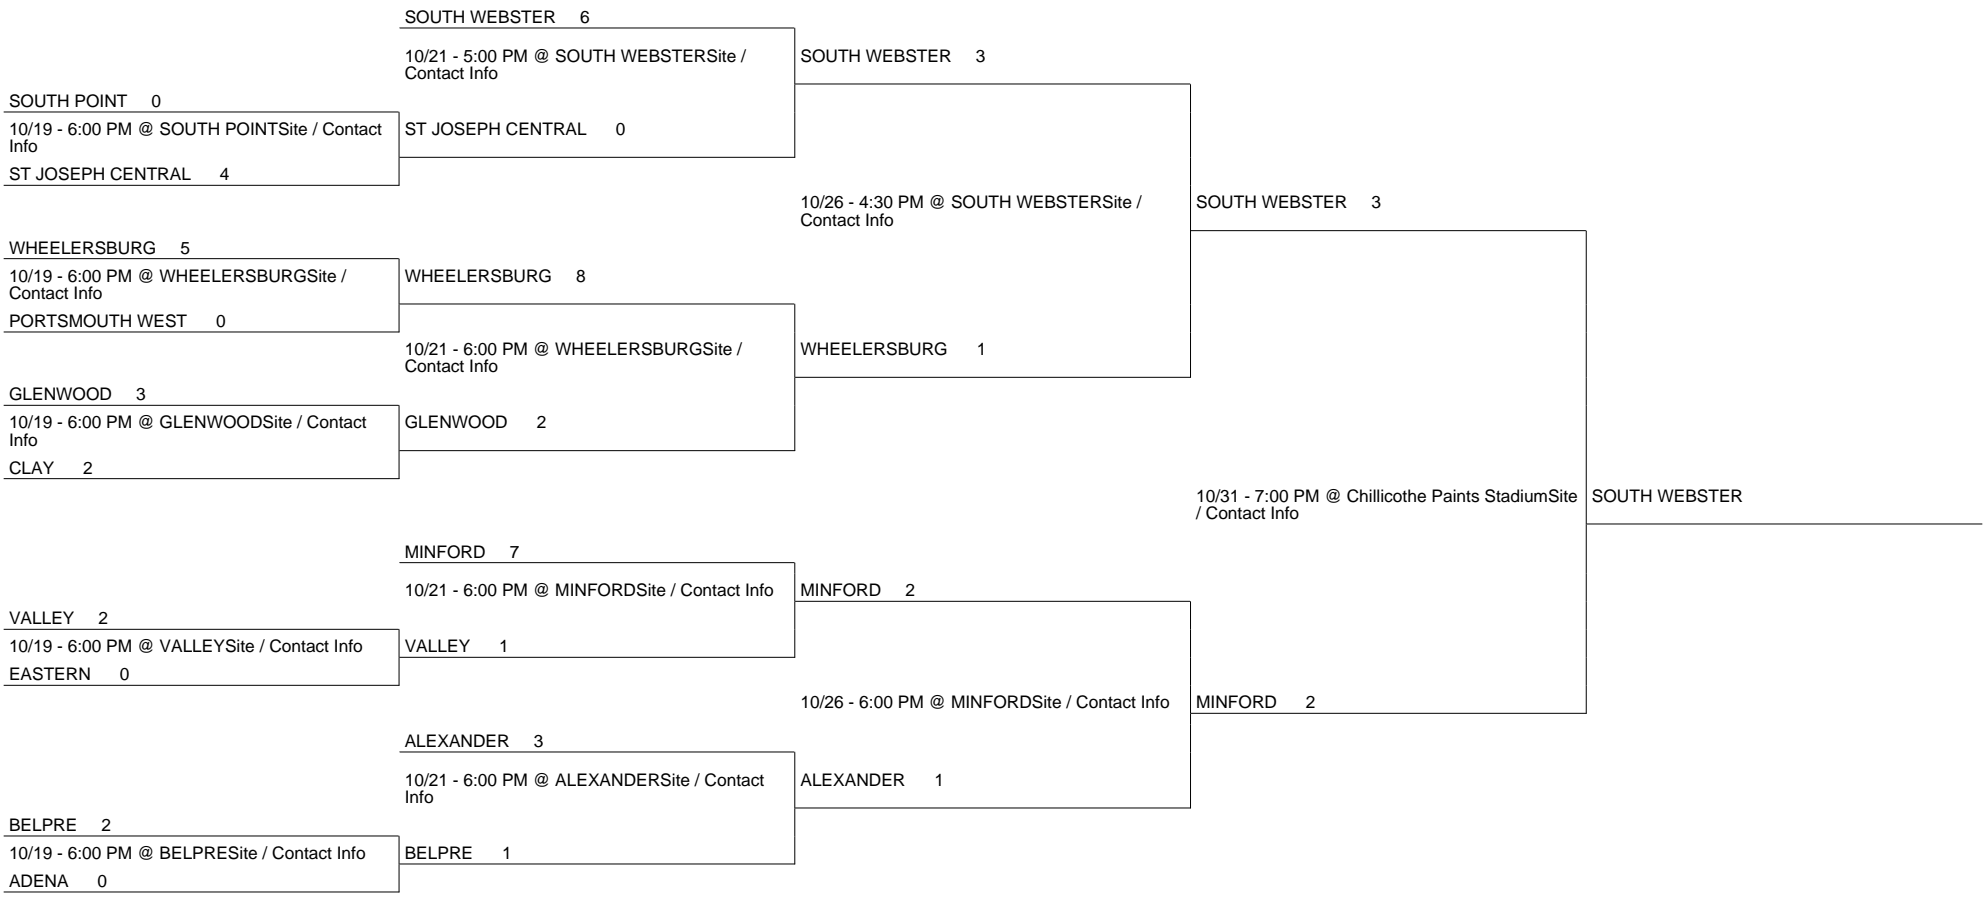 SOUTH WEBSTER 6
10/21 - 5:00 PM @ SOUTH WEBSTERSite /
Contact Info
SOUTH WEBSTER 3
SOUTH POINT 0
10/19 - 6:00 PM @ SOUTH POINTSite / Contact
Info
ST JOSEPH CENTRAL 0
ST JOSEPH CENTRAL 4
10/26 - 4:30 PM @ SOUTH WEBSTERSite /
Contact Info
SOUTH WEBSTER 3
WHEELERSBURG 5
10/19 - 6:00 PM @ WHEELERSBURGSite /
Contact Info
WHEELERSBURG 8
PORTSMOUTH WEST 0
10/21 - 6:00 PM @ WHEELERSBURGSite /
Contact Info
WHEELERSBURG 1
GLENWOOD 3
10/19 - 6:00 PM @ GLENWOODSite / Contact
Info
GLENWOOD 2
CLAY 2
10/31 - 7:00 PM @ Chillicothe Paints StadiumSite
/ Contact Info
SOUTH WEBSTER
MINFORD 7
10/21 - 6:00 PM @ MINFORDSite / Contact Info
MINFORD 2
VALLEY 2
10/19 - 6:00 PM @ VALLEYSite / Contact Info
VALLEY 1
EASTERN 0
10/26 - 6:00 PM @ MINFORDSite / Contact Info
MINFORD 2
ALEXANDER 3
10/21 - 6:00 PM @ ALEXANDERSite / Contact
Info
ALEXANDER 1
BELPRE 2
10/19 - 6:00 PM @ BELPRESite / Contact Info
BELPRE 1
ADENA 0